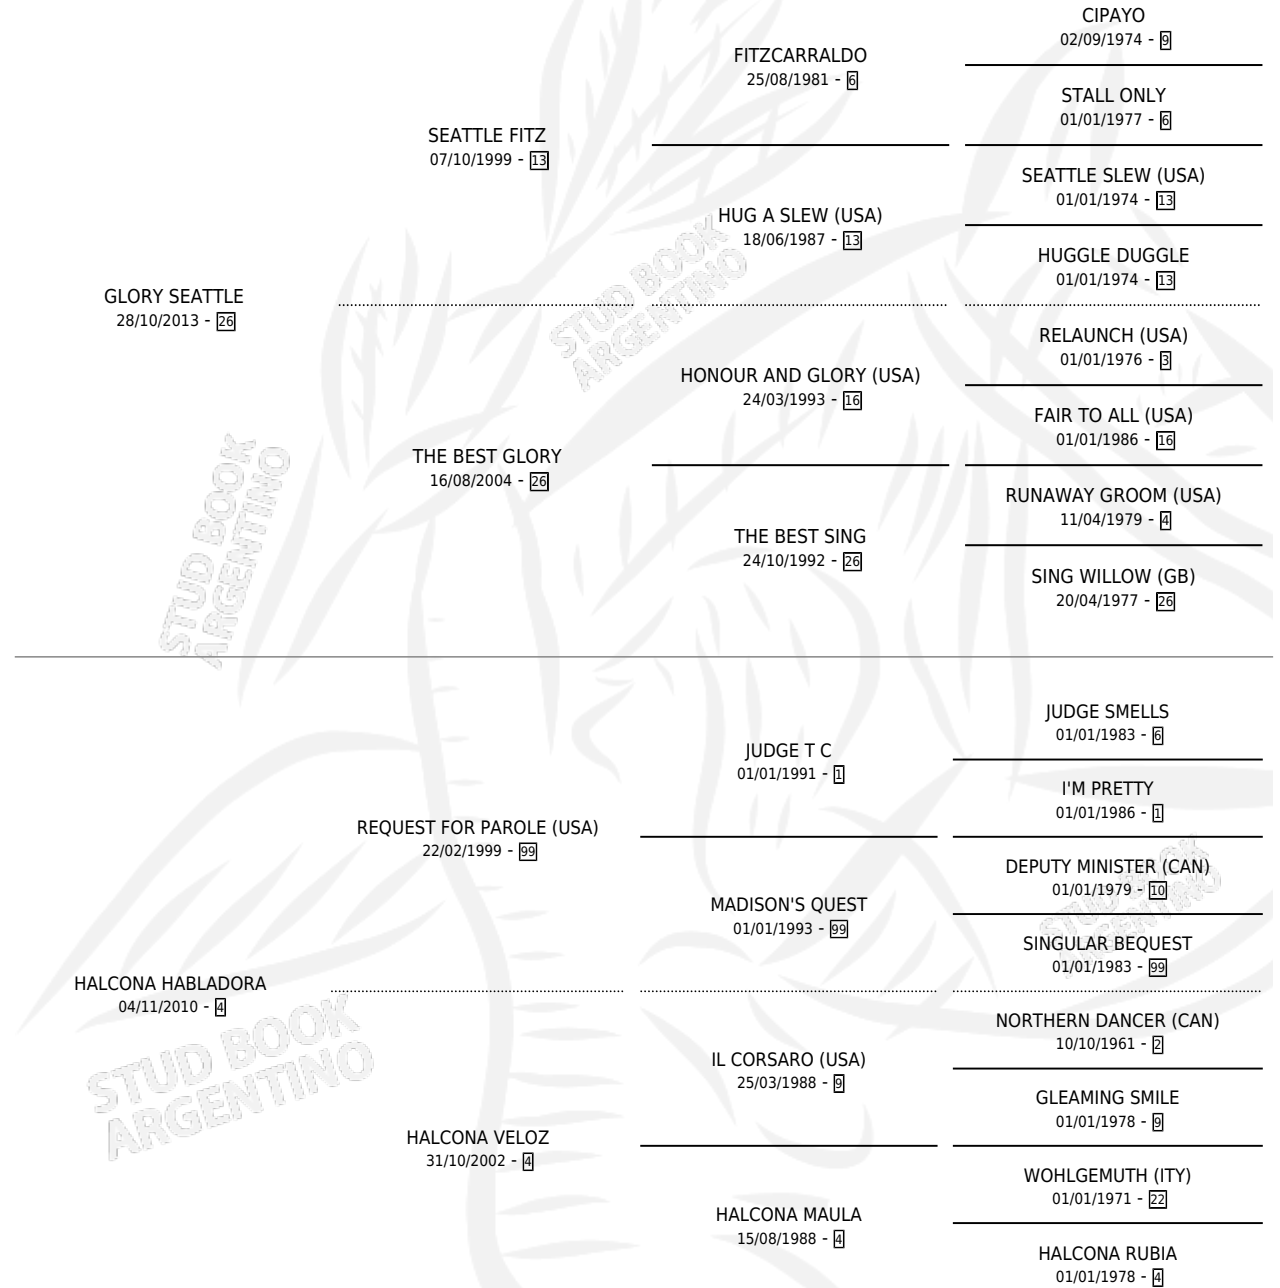 CIPAYO
02/09/1974 - 9
FITZCARRALDO
25/08/1981 - 6
STALL ONLY
01/01/1977 - 6
SEATTLE FITZ
07/10/1999 - 13
SEATTLE SLEW (USA)
01/01/1974 - 13
HUG A SLEW (USA)
18/06/1987 - 13
HUGGLE DUGGLE
01/01/1974 - 13
GLORY SEATTLE
28/10/2013 - 26
RELAUNCH (USA)
01/01/1976 - 3
HONOUR AND GLORY (USA)
24/03/1993 - 16
FAIR TO ALL (USA)
01/01/1986 - 16
THE BEST GLORY
16/08/2004 - 26
RUNAWAY GROOM (USA)
11/04/1979 - 4
THE BEST SING
24/10/1992 - 26
SING WILLOW (GB)
20/04/1977 - 26
STUD BOOK
ARGENTINO
STUD BOOK
ARGENTINO
JUDGE SMELLS
01/01/1983 - 6
JUDGE T C
01/01/1991 - 1
I'M PRETTY
01/01/1986 - 1
REQUEST FOR PAROLE (USA)
22/02/1999 - 99
DEPUTY MINISTER (CAN)
01/01/1979 - 10
MADISON'S QUEST
01/01/1993 - 99
SINGULAR BEQUEST
01/01/1983 - 99
HALCONA HABLADORA
04/11/2010 - 4
NORTHERN DANCER (CAN)
10/10/1961 - 2
IL CORSARO (USA)
25/03/1988 - 9
GLEAMING SMILE
01/01/1978 - 9
HALCONA VELOZ
31/10/2002 - 4
WOHLGEMUTH (ITY)
01/01/1971 - 22
HALCONA MAULA
15/08/1988 - 4
HALCONA RUBIA
01/01/1978 - 4
STUD BOOK
ARGENTINO
STUD BOOK
ARGENTINO